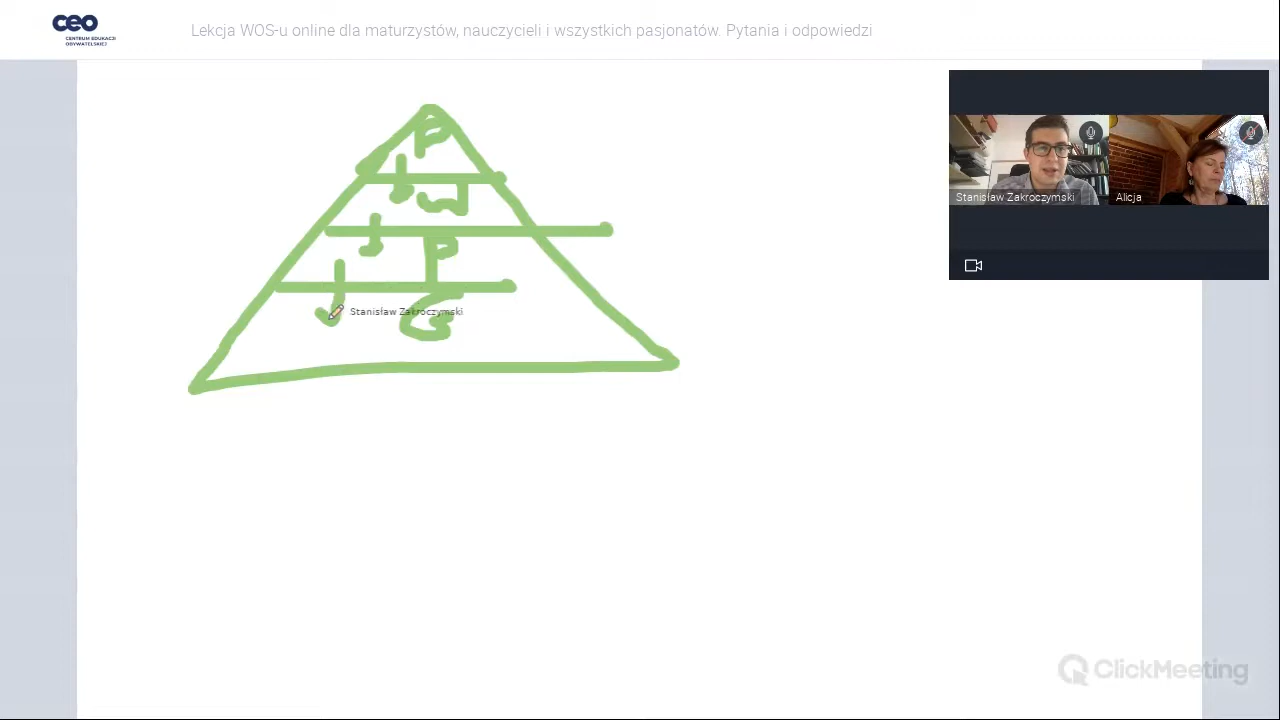 ceo
CENTRUM EDUKACJI
OBYWATELSKIEJ
Lekcja WOS-u online dla maturzystów, nauczycieli i wszystkich pasjonatów. Pytania i odpowiedzi
P
J W
J P
J G
Stanisław Zakroczymski
Stanisław Zakroczymski
Alicja
ClickMeeting